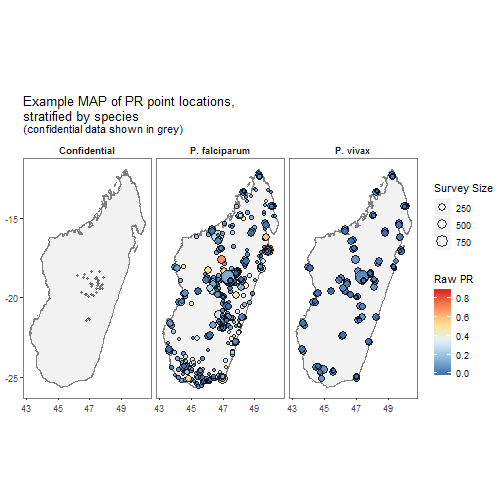 Example MAP of PR point locations,
stratified by species
(confidential data shown in grey)
Confidential
P. falciparum
P. vivax
-15
-20
-25
43 45 47 49
43 45 47 49
43 45 47 49
Survey Size
250
500
750
Raw PR
0.8
0.6
0.4
0.2
0.0